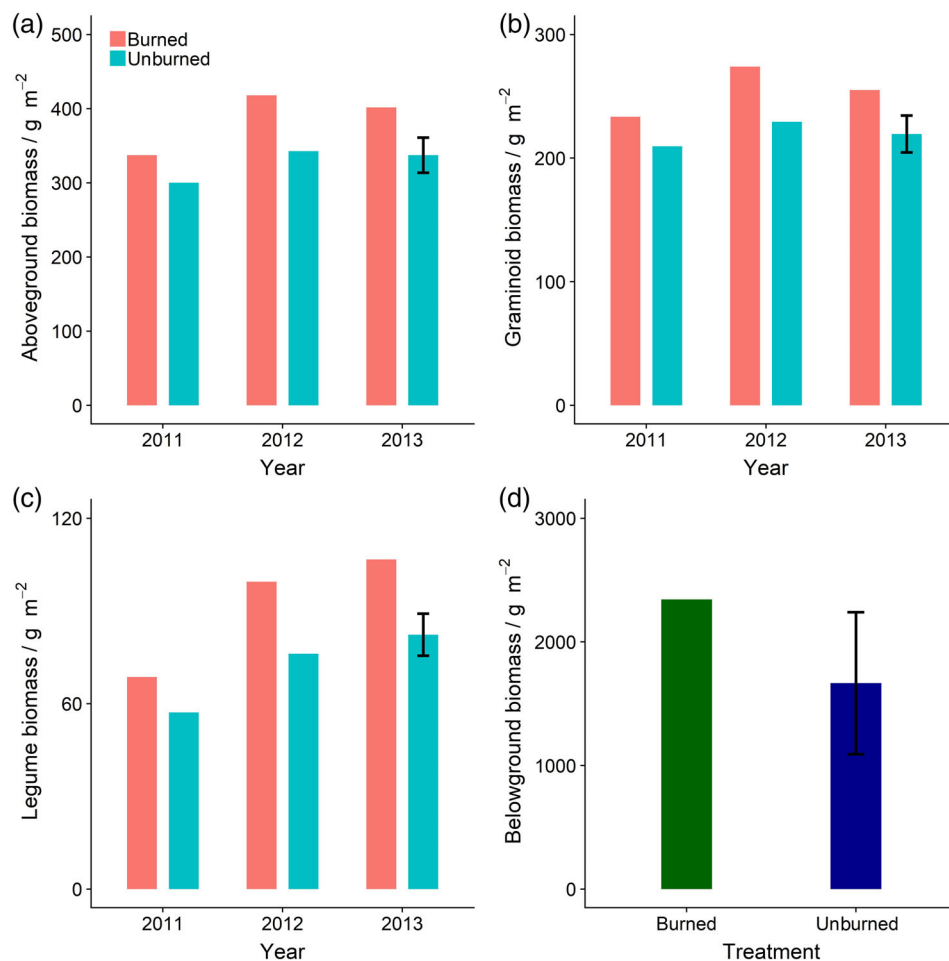 (a)
500
400
300
200
100
0
Aboveground biomass / g m−2
Burned
Unburned
2011 2012 2013
Year
(b)
300
200
100
0
Graminoid biomass / g m−2
2011 2012 2013
Year
(c)
120
60
0
Legume biomass / g m−2
2011 2012 2013
Year
(d)
3000
2000
1000
0
Belowground biomass / g m−2
Burned Unburned
Treatment